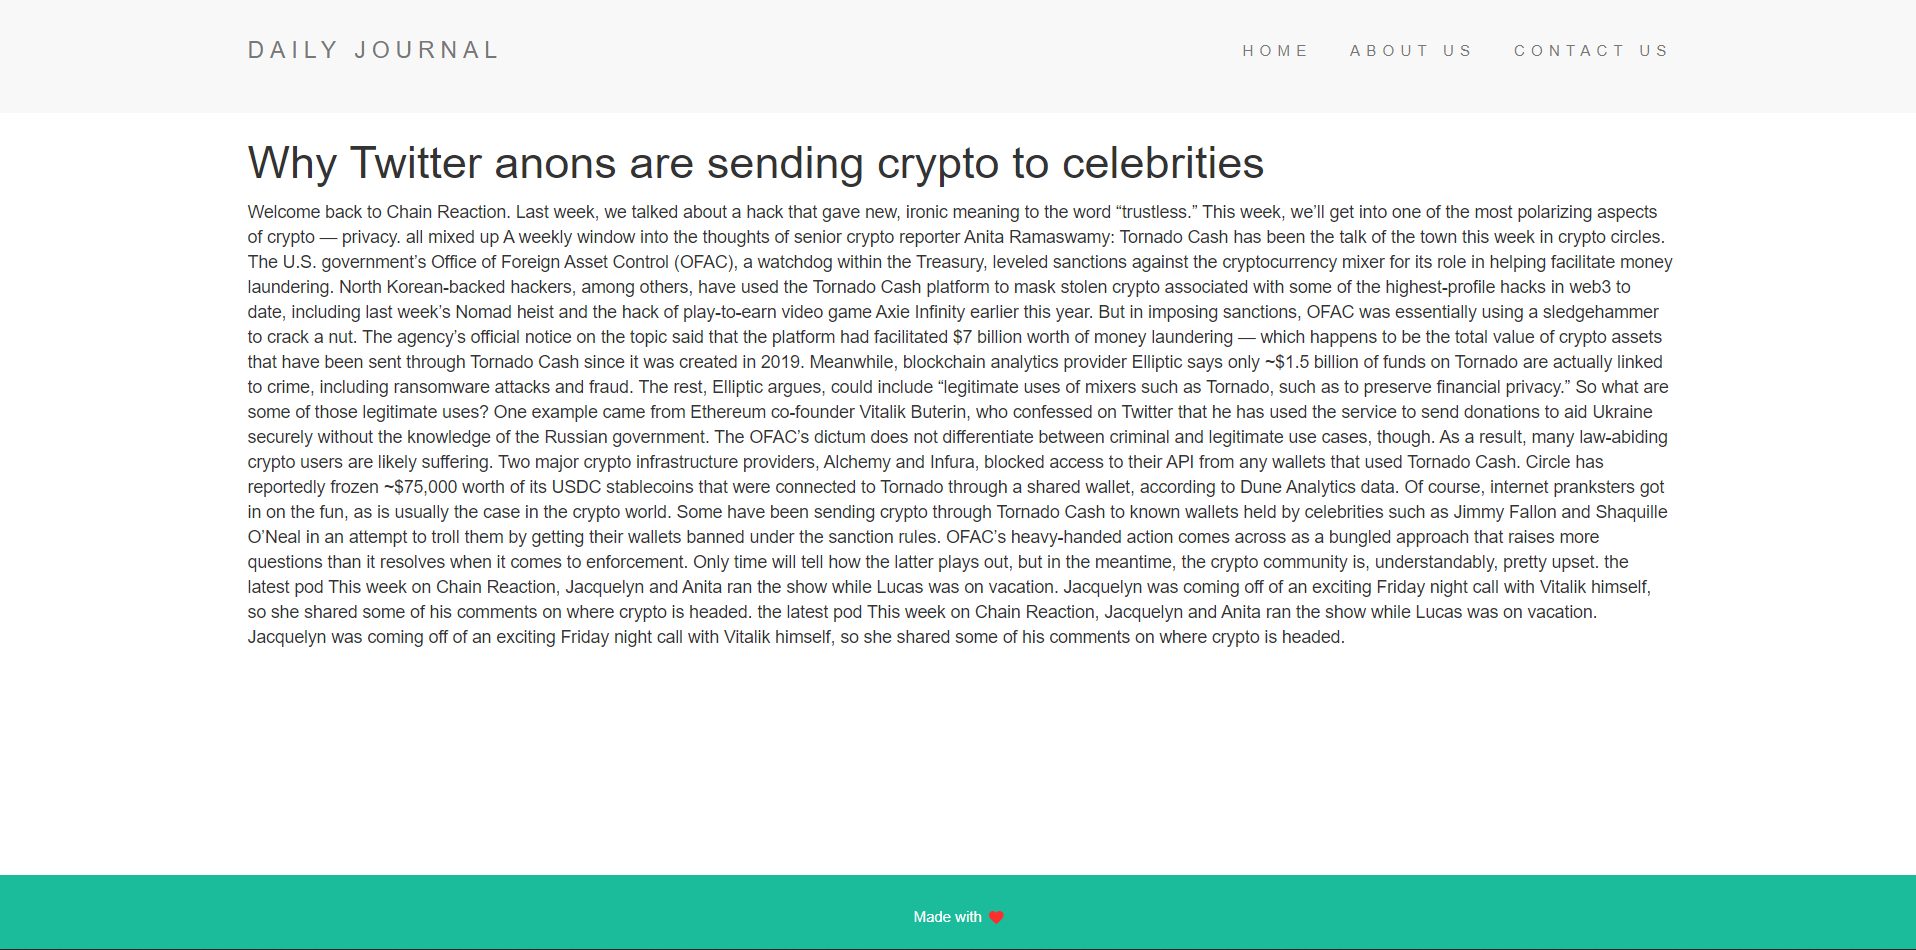 DAILY JOURNAL
HOME ABOUT US CONTACT US
Why Twitter anons are sending crypto to celebrities
Welcome back to Chain Reaction. Last week, we talked about a hack that gave new, ironic meaning to the word “trustless.” This week, we’ll get into one of the most polarizing aspects
of crypto — privacy. all mixed up A weekly window into the thoughts of senior crypto reporter Anita Ramaswamy: Tornado Cash has been the talk of the town this week in crypto circles.
The U.S. government’s Office of Foreign Asset Control (OFAC), a watchdog within the Treasury, leveled sanctions against the cryptocurrency mixer for its role in helping facilitate money
laundering. North Korean-backed hackers, among others, have used the Tornado Cash platform to mask stolen crypto associated with some of the highest-profile hacks in web3 to
date, including last week’s Nomad heist and the hack of play-to-earn video game Axie Infinity earlier this year. But in imposing sanctions, OFAC was essentially using a sledgehammer
to crack a nut. The agency’s official notice on the topic said that the platform had facilitated $7 billion worth of money laundering — which happens to be the total value of crypto assets
that have been sent through Tornado Cash since it was created in 2019. Meanwhile, blockchain analytics provider Elliptic says only ~$1.5 billion of funds on Tornado are actually linked
to crime, including ransomware attacks and fraud. The rest, Elliptic argues, could include “legitimate uses of mixers such as Tornado, such as to preserve financial privacy.” So what are
some of those legitimate uses? One example came from Ethereum co-founder Vitalik Buterin, who confessed on Twitter that he has used the service to send donations to aid Ukraine
securely without the knowledge of the Russian government. The OFAC’s dictum does not differentiate between criminal and legitimate use cases, though. As a result, many law-abiding
crypto users are likely suffering. Two major crypto infrastructure providers, Alchemy and Infura, blocked access to their API from any wallets that used Tornado Cash. Circle has
reportedly frozen ~$75,000 worth of its USDC stablecoins that were connected to Tornado through a shared wallet, according to Dune Analytics data. Of course, internet pranksters got
in on the fun, as is usually the case in the crypto world. Some have been sending crypto through Tornado Cash to known wallets held by celebrities such as Jimmy Fallon and Shaquille
O’Neal in an attempt to troll them by getting their wallets banned under the sanction rules. OFAC’s heavy-handed action comes across as a bungled approach that raises more
questions than it resolves when it comes to enforcement. Only time will tell how the latter plays out, but in the meantime, the crypto community is, understandably, pretty upset. the
latest pod This week on Chain Reaction, Jacquelyn and Anita ran the show while Lucas was on vacation. Jacquelyn was coming off of an exciting Friday night call with Vitalik himself,
so she shared some of his comments on where crypto is headed. the latest pod This week on Chain Reaction, Jacquelyn and Anita ran the show while Lucas was on vacation.
Jacquelyn was coming off of an exciting Friday night call with Vitalik himself, so she shared some of his comments on where crypto is headed.
Made with